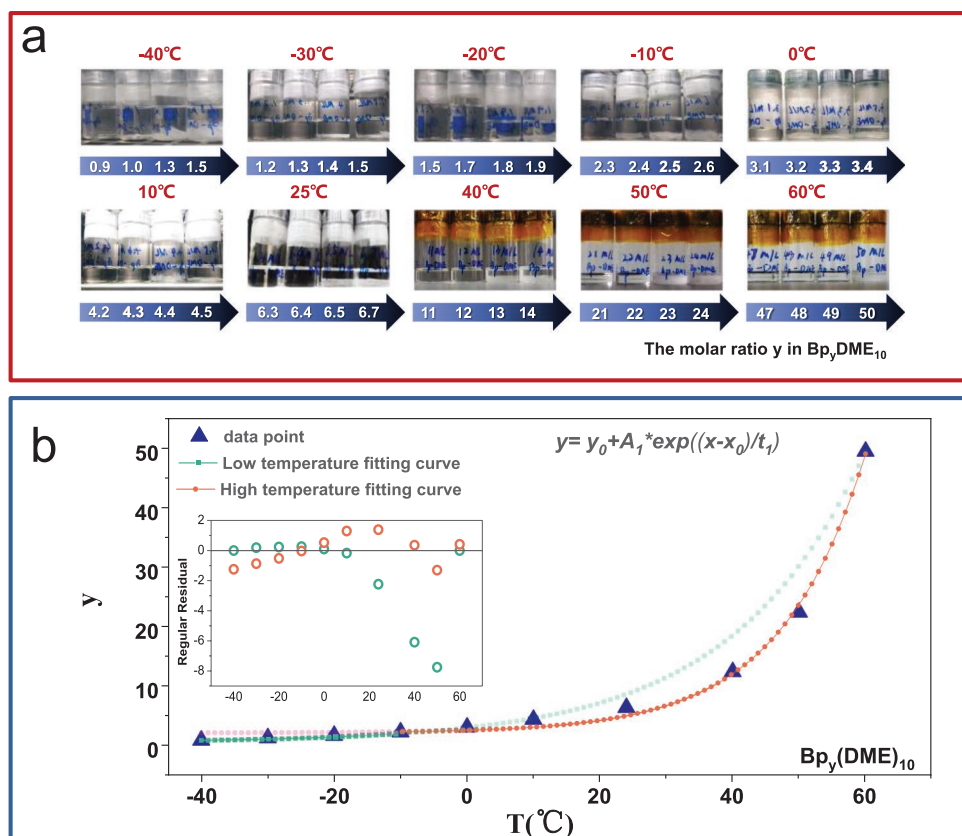 a
-40℃ -30℃ -20℃ -10℃ 0℃
0.9 1.0 1.3 1.5 1.2 1.3 1.4 1.5 1.5 1.7 1.8 1.9 2.3 2.4 2.5 2.6 3.1 3.2 3.3 3.4
10℃ 25℃ 40℃ 50℃ 60℃
4.2 4.3 4.4 4.5 6.3 6.4 6.5 6.7 11 12 13 14 21 22 23 24 47 48 49 50
The molar ratio y in BpyDME10
b
data point
Low temperature fitting curve
High temperature fitting curve
y= y0+A1*exp((x-x0)/t1)
50
40
30
20
10
0
y
2
0
-2
-4
-6
-8
Regular Residual
-40 -20 0 20 40 60
Bpy(DME)10
-40 -20 0 20 40 60
T(℃)